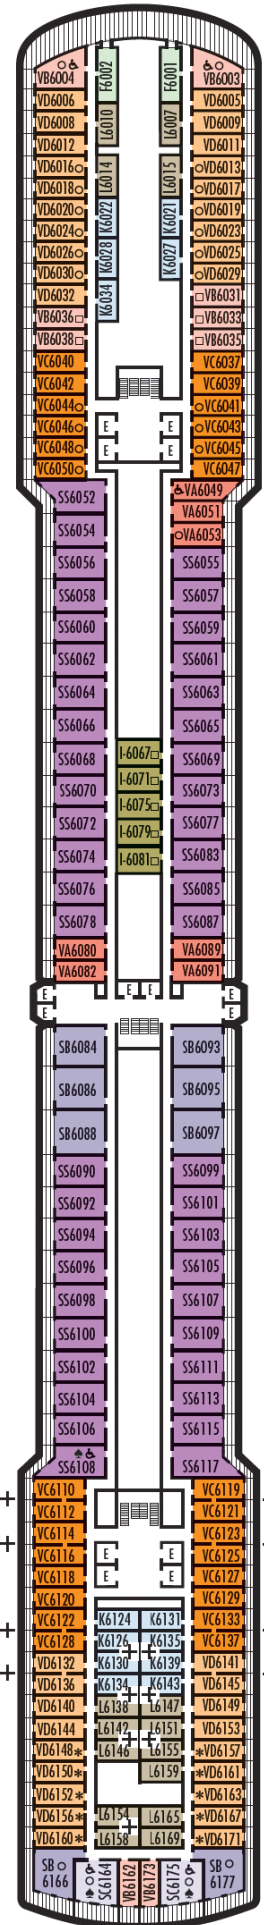 VB6004 F6002 F6001 VB6003
VD6006 VD6005
VD6008 L6010 L6007 VD6009
VD6012 VD6011
VD6016 L6014 L6015 VD6013
VD6018 VD6017
VD6020 K6022 K6021 VD6019
VD6024 VD6023
VD6026 K6028 K6027 VD6025
VD6030 VD6029
VD6032 K6034 VB6031
VB6036 VB6033
VB6038 VB6035
VC6040 VC6037
VC6042 VC6039
VC6044 VC6041
VC6046 E E VC6043
VC6048 E E VC6045
VC6050 VC6047
SS6052 VA6049
VA6051
SS6054 VA6053
SS6056 SS6055
SS6058 SS6057
SS6060 SS6059
SS6062 SS6061
SS6064 SS6063
SS6066 SS6065
SS6068 I-6067 SS6069
SS6070 I-6071 SS6073
SS6072 I-6075 SS6077
I-6079
SS6074 I-6081 SS6083
SS6076 SS6085
SS6078 SS6087
VA6080 VA6089
VA6082 VA6091
E E E E
E E
SB6084 SB6093
SB6086 SB6095
SB6088 SB6097
SS6090 SS6099
SS6092 SS6101
SS6094 SS6103
SS6096 SS6105
SS6098 SS6107
SS6100 SS6109
SS6102 SS6111
SS6104 SS6113
SS6106 SS6115
SS6108 SS6117
VC6110 VC6119
VC6112 VC6121
VC6114 VC6123
VC6116 E E VC6125
VC6118 E E VC6127
VC6120 VC6129
VC6122 K6124 K6131 VC6133
VC6128 K6126 K6135 VC6137
VD6132 K6130 K6139 VD6141
VD6136 K6134 K6143 VD6145
VD6140 L6138 L6147 VD6149
VD6144 L6142 L6151 VD6153
VD6148* L6146 L6155 *VD6157
VD6150* L6159 *VD6161
VD6152* *VD6163
VD6156* L6154 L6165 *VD6167
VD6160* L6158 L6169 *VD6171
SB 6166 SC6164 VB6162 VB6173 SC6175 SB 6177